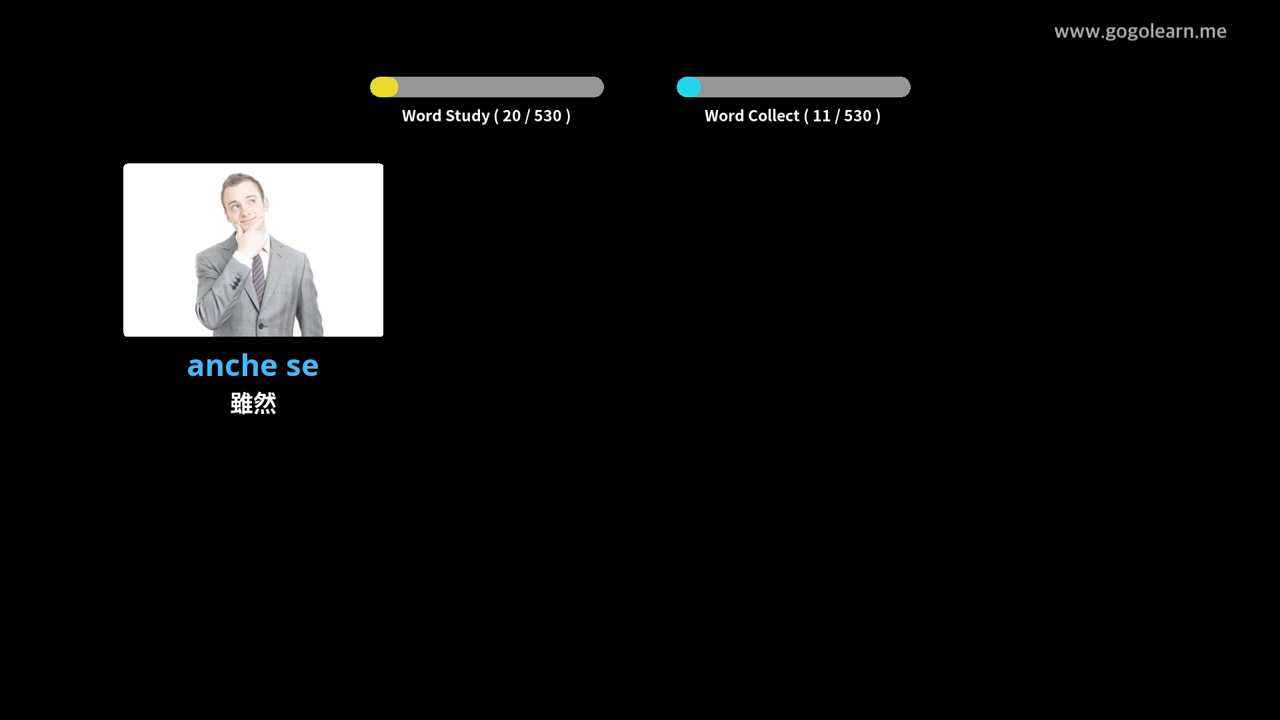 www.gogolearn.me
Word Study ( 20 / 530 )
Word Collect ( 11 / 530 )
anche se
雖然